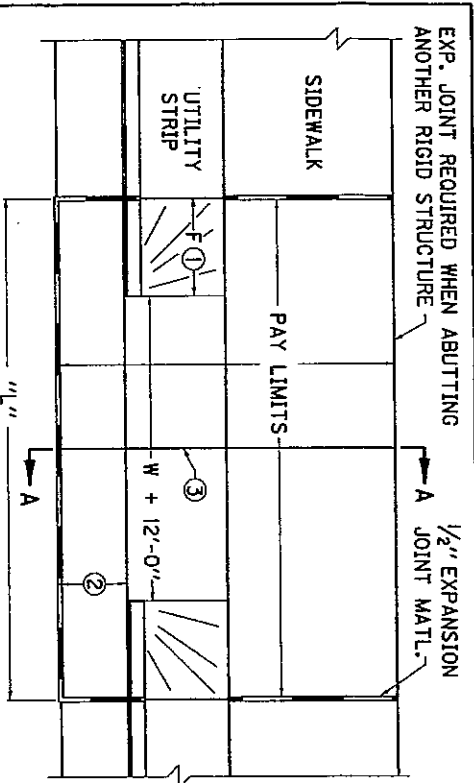 EXP. JOINT REQUIRED WHEN ABUTTING
ANOTHER RIGID STRUCTURE
1/2" EXPANSION
JOINT MATL.
A
SIDEWALK
PAY LIMITS
UTILITY
STRIP
F ①
③
W + 12'-0"
②
A
"L"